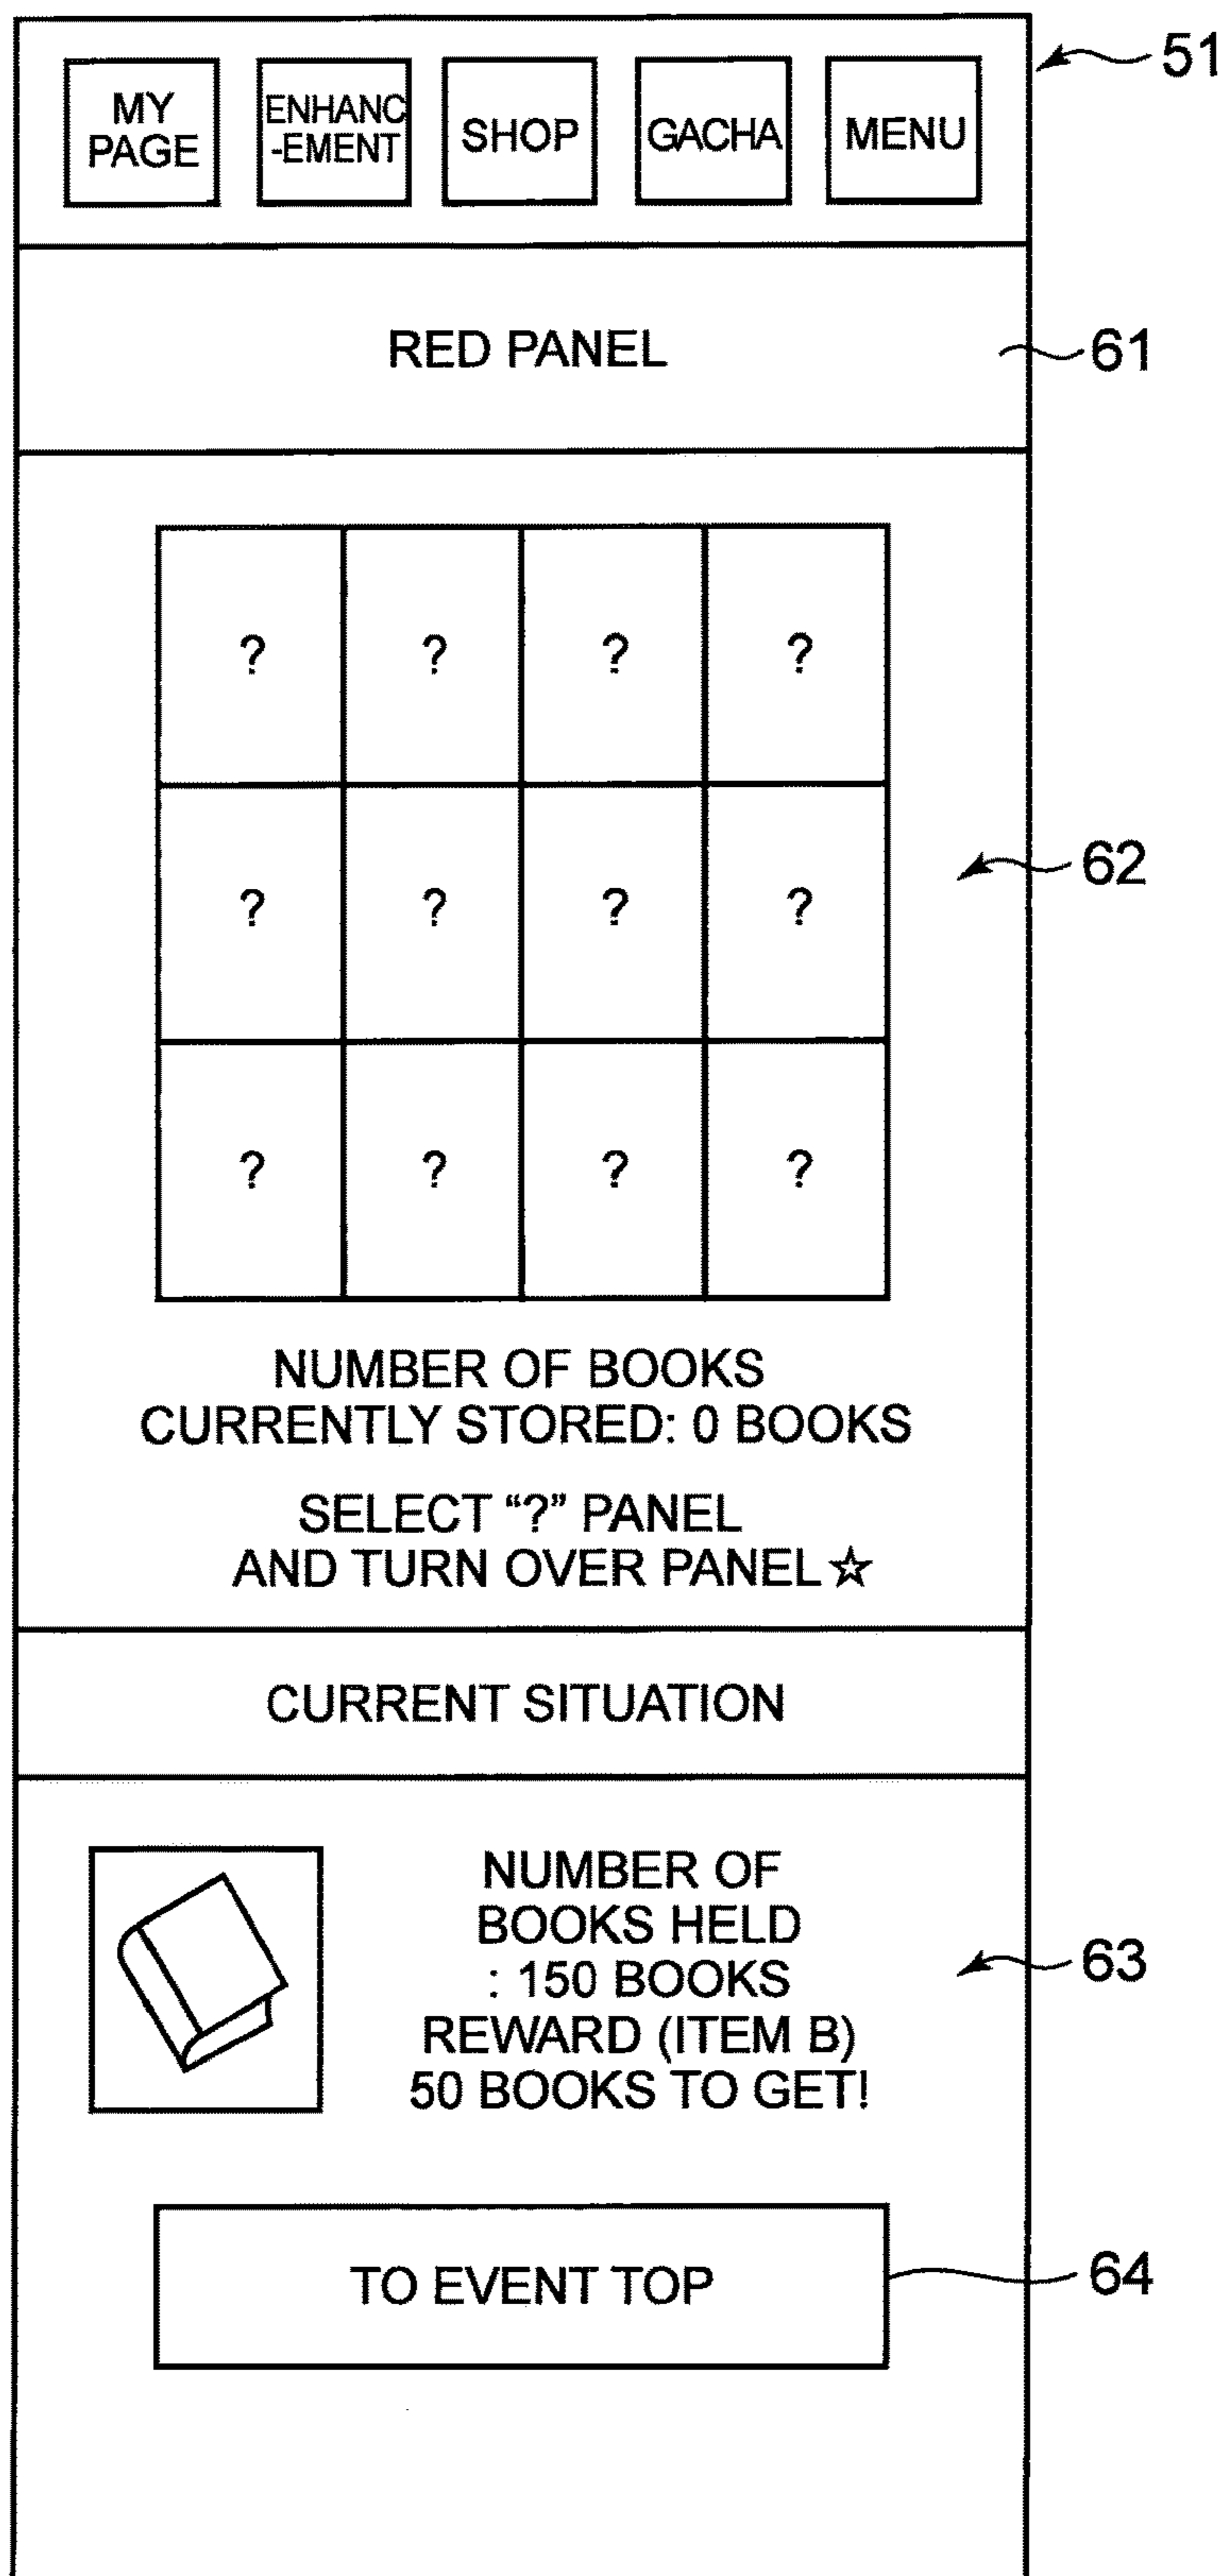 MY
PAGE
ENHANC
-EMENT
SHOP
GACHA
MENU
51
RED PANEL
61
? ? ? ?
? ? ? ?
62
? ? ? ?
NUMBER OF BOOKS
CURRENTLY STORED: 0 BOOKS
SELECT “?” PANEL
AND TURN OVER PANEL☆
CURRENT SITUATION
NUMBER OF
BOOKS HELD
: 150 BOOKS
REWARD (ITEM B)
50 BOOKS TO GET!
63
TO EVENT TOP
64